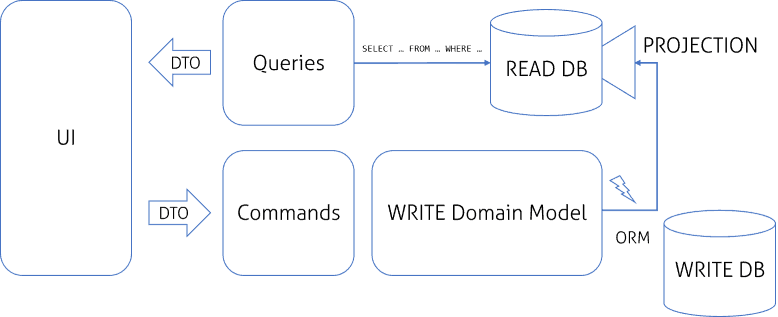 UI
DTO
Queries
SELECT … FROM … WHERE …
READ DB
PROJECTION
DTO
Commands
WRITE Domain Model
ORM
WRITE DB